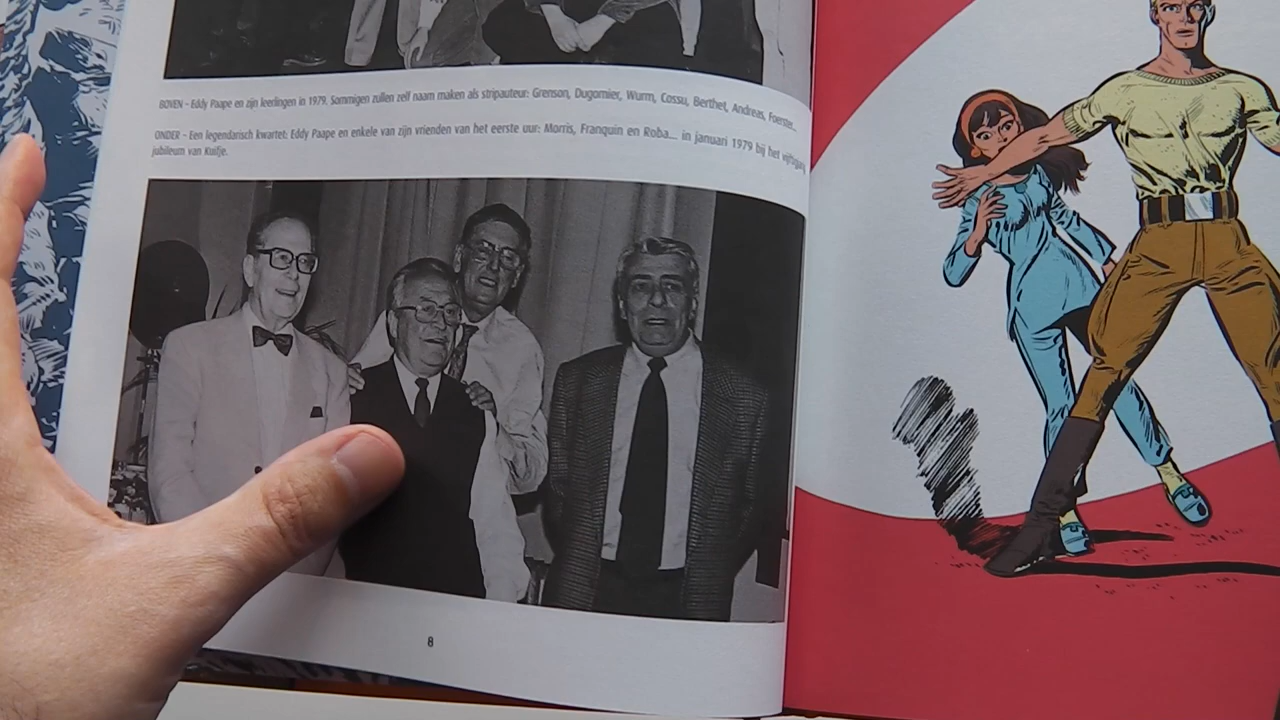 BOVEN - Eddy Paape en zijn leerlingen in 1979. Sommigen zullen zelf naam maken als stripauteur: Grenson, Dugomier, Wurm, Cossu, Berthet, Andreas, Foerster...
ONDER - Een legendarisch kwartet: Eddy Paape en enkele van zijn vrienden van het eerste uur: Morris, Franquin en Roba... in januari 1979 bij het vijftigjarig
jubileum van Kuifje.
8